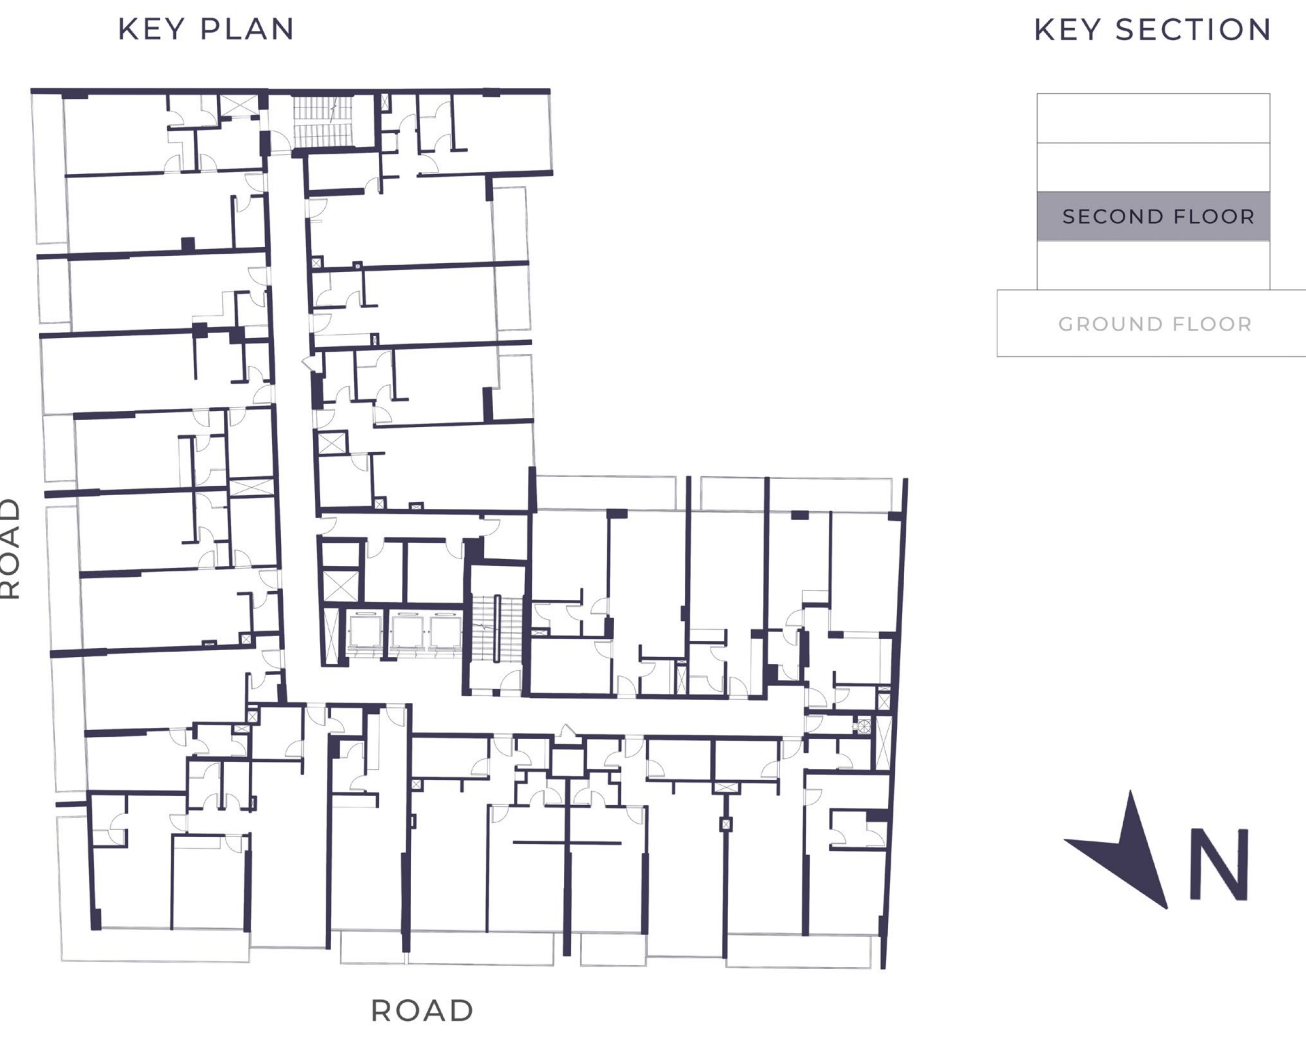 KEY PLAN
KEY SECTION
SECOND FLOOR
GROUND FLOOR
ROAD
N
ROAD